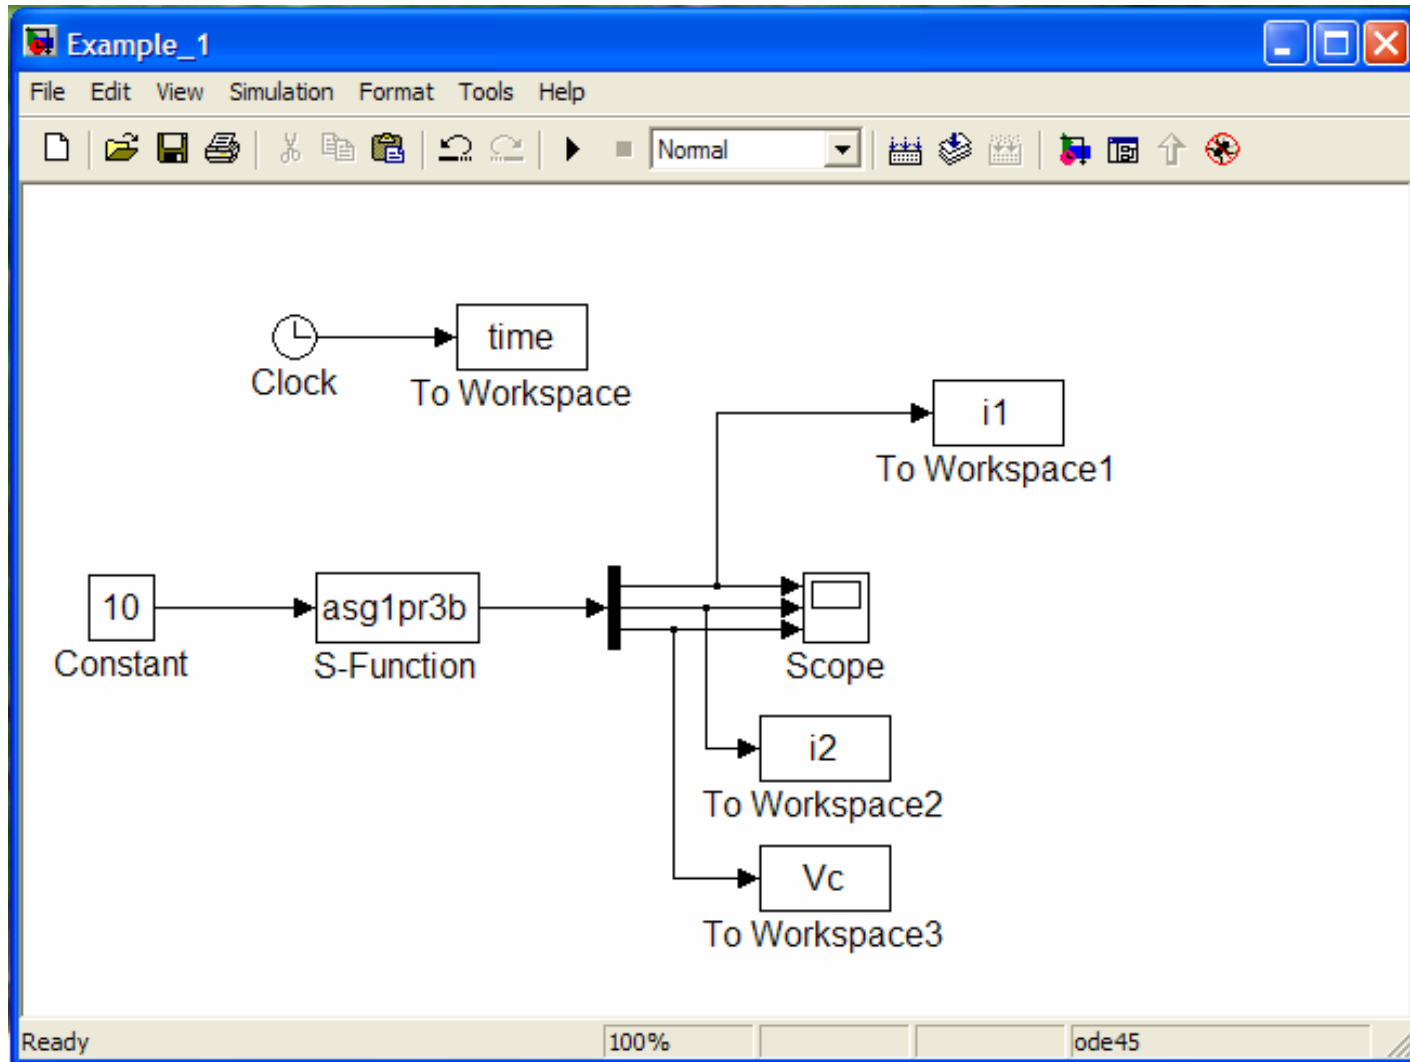 Example_1
File Edit View Simulation Format Tools Help
Normal
time
Clock
To Workspace
i1
To Workspace1
10
asg1pr3b
Constant
S-Function
Scope
i2
To Workspace2
Vc
To Workspace3
Ready 100% ode45